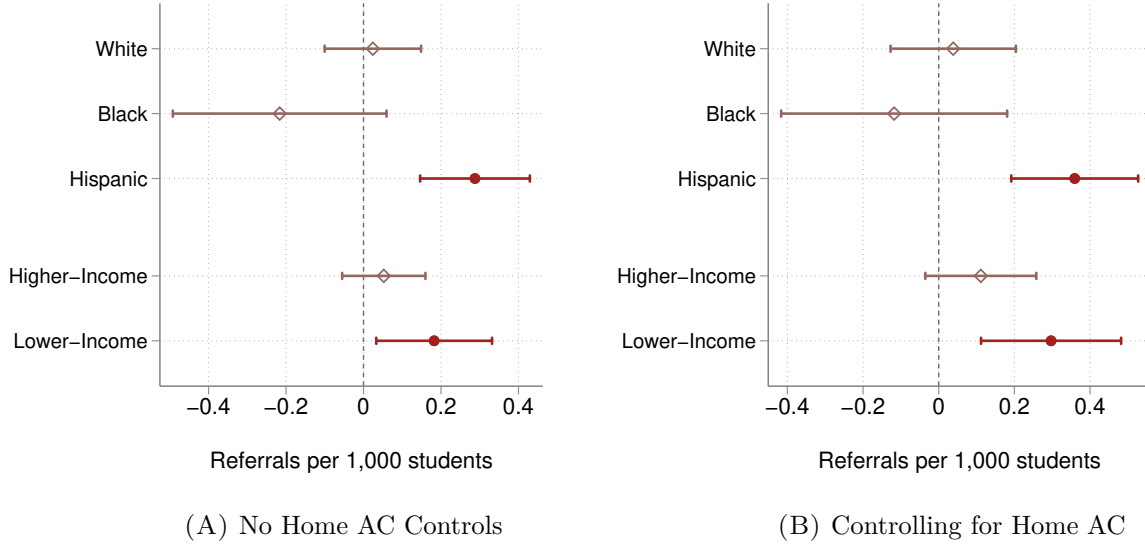 White
Black
Hispanic
Higher−Income
Lower−Income
−0.4 −0.2 0 0.2 0.4
Referrals per 1,000 students
(A) No Home AC Controls
White
Black
Hispanic
Higher−Income
Lower−Income
−0.4 −0.2 0 0.2 0.4
Referrals per 1,000 students
(B) Controlling for Home AC